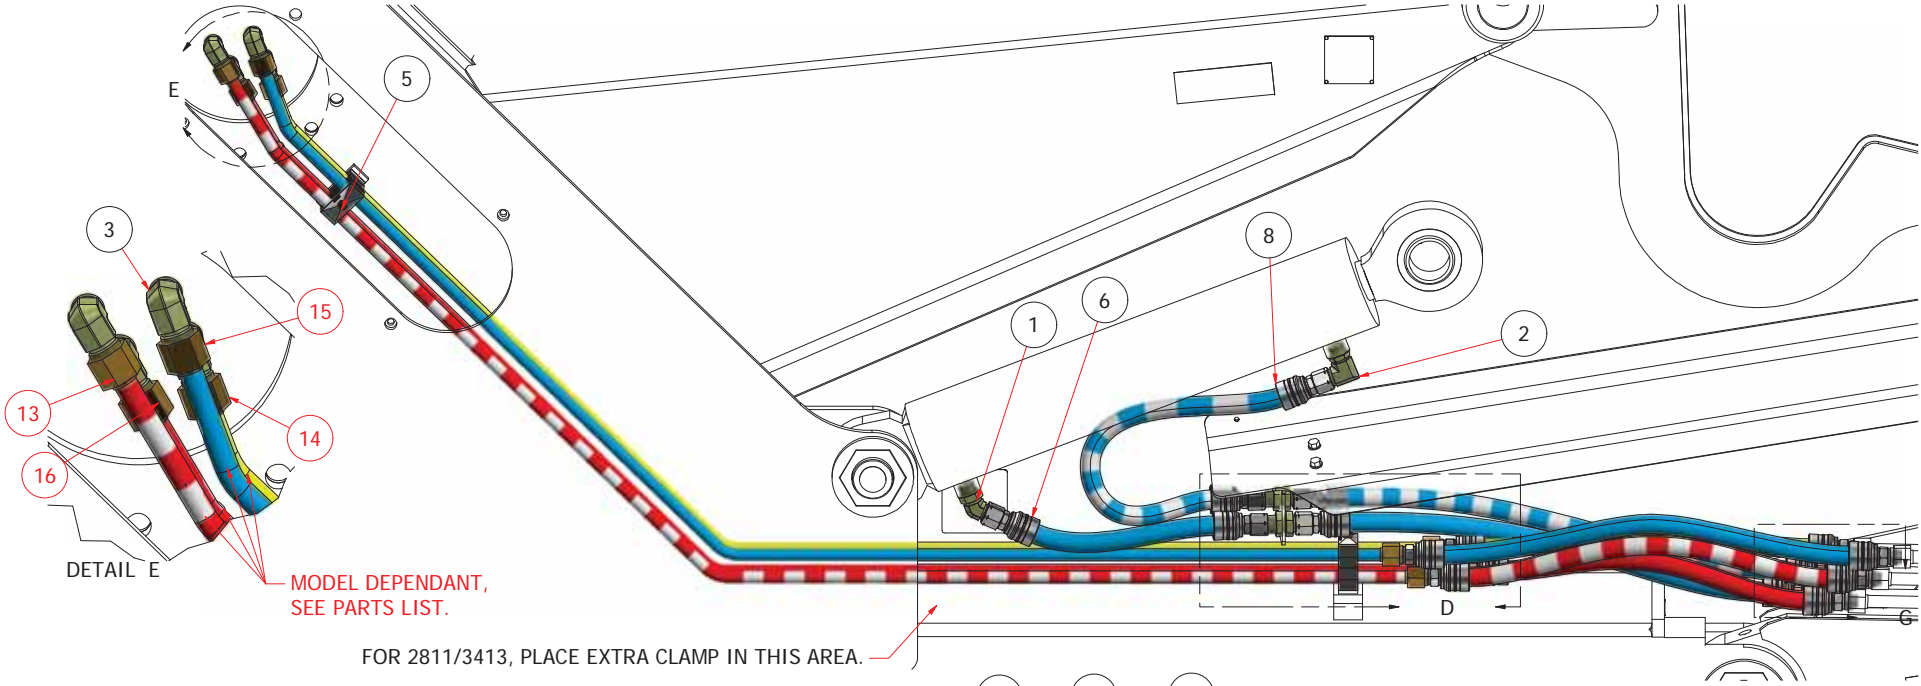 E
5
3
15
13
14
16
DETAIL E
MODEL DEPENDANT,
SEE PARTS LIST.
FOR 2811/3413, PLACE EXTRA CLAMP IN THIS AREA.
1
6
8
2
D
G